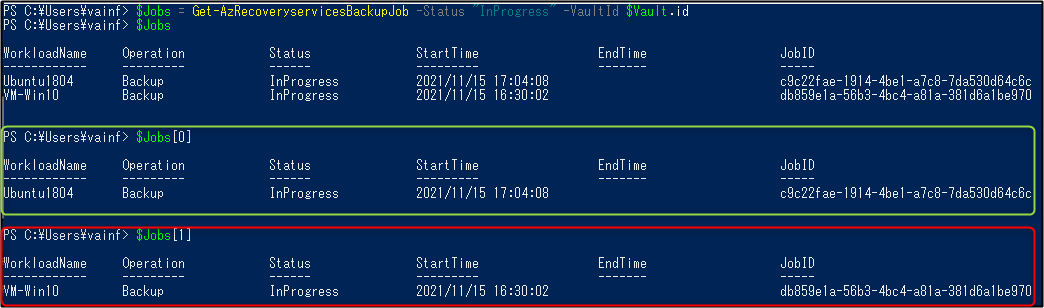 PS C:¥Users¥vainf> $Jobs = Get-AzRecoveryservicesBackupJob -Status "InProgress" -VaultId $Vault.id
PS C:¥Users¥vainf> $Jobs
WorkloadName Operation Status StartTime EndTime JobID
------------ --------- ------ --------- ------- -----
Ubuntu1804 Backup InProgress 2021/11/15 17:04:08 c9c22fae-1914-4be1-a7c8-7da530d64c6c
VM-Win10 Backup InProgress 2021/11/15 16:30:02 db859e1a-56b3-4bc4-a81a-381d6a1be970
PS C:¥Users¥vainf> $Jobs[0]
WorkloadName Operation Status StartTime EndTime JobID
------------ --------- ------ --------- ------- -----
Ubuntu1804 Backup InProgress 2021/11/15 17:04:08 c9c22fae-1914-4be1-a7c8-7da530d64c6c
PS C:¥Users¥vainf> $Jobs[1]
WorkloadName Operation Status StartTime EndTime JobID
------------ --------- ------ --------- ------- -----
VM-Win10 Backup InProgress 2021/11/15 16:30:02 db859e1a-56b3-4bc4-a81a-381d6a1be970